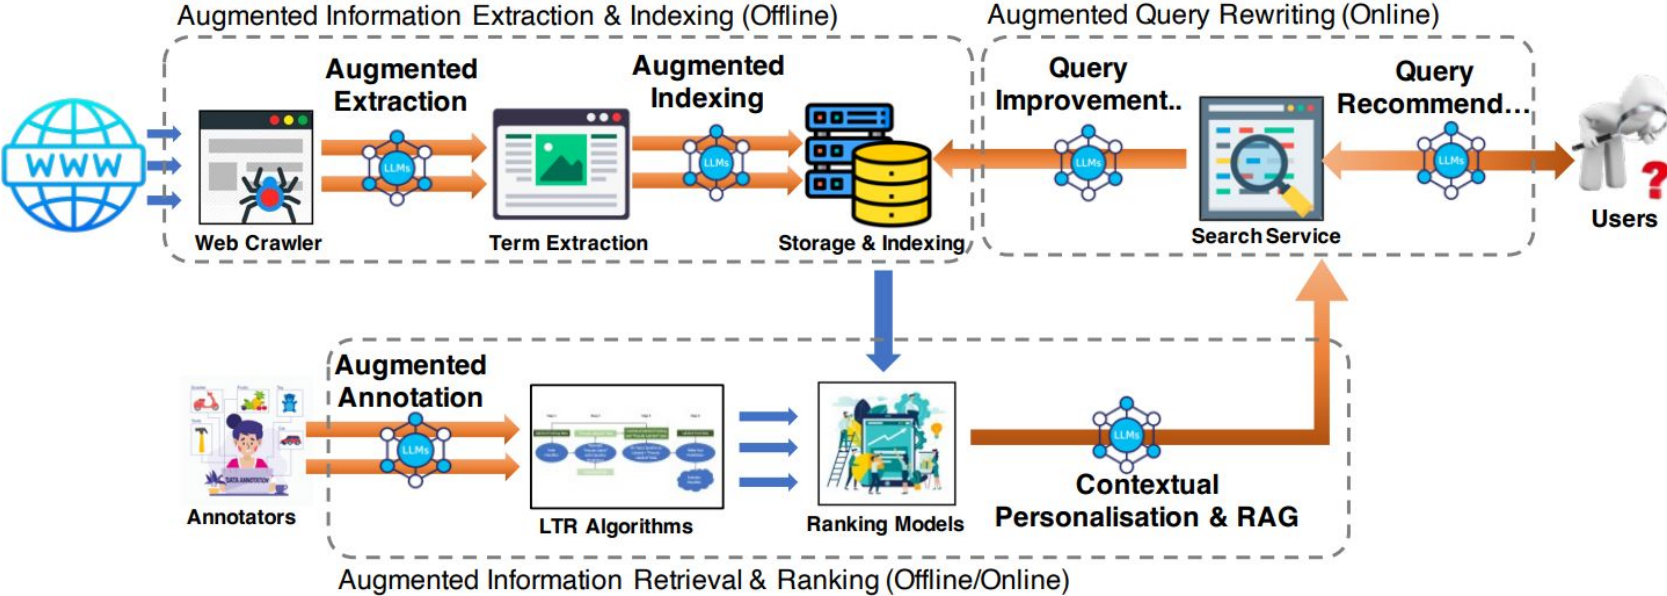 Augmented Information Extraction & Indexing (Offline)
Augmented Query Rewriting (Online)
Augmented
Extraction
Augmented
Indexing
Query
Improvement..
Query
Recommend...
WWW
LLMs
LLMs
LLMs
LLMs
Web Crawler
Term Extraction
Storage & Indexing
Search Service
?
Users
Augmented
Annotation
LLMs
LLMs
DATA ANNOTATION
Annotators
LTR Algorithms
Ranking Models
Contextual
Personalisation & RAG
Augmented Information Retrieval & Ranking (Offline/Online)